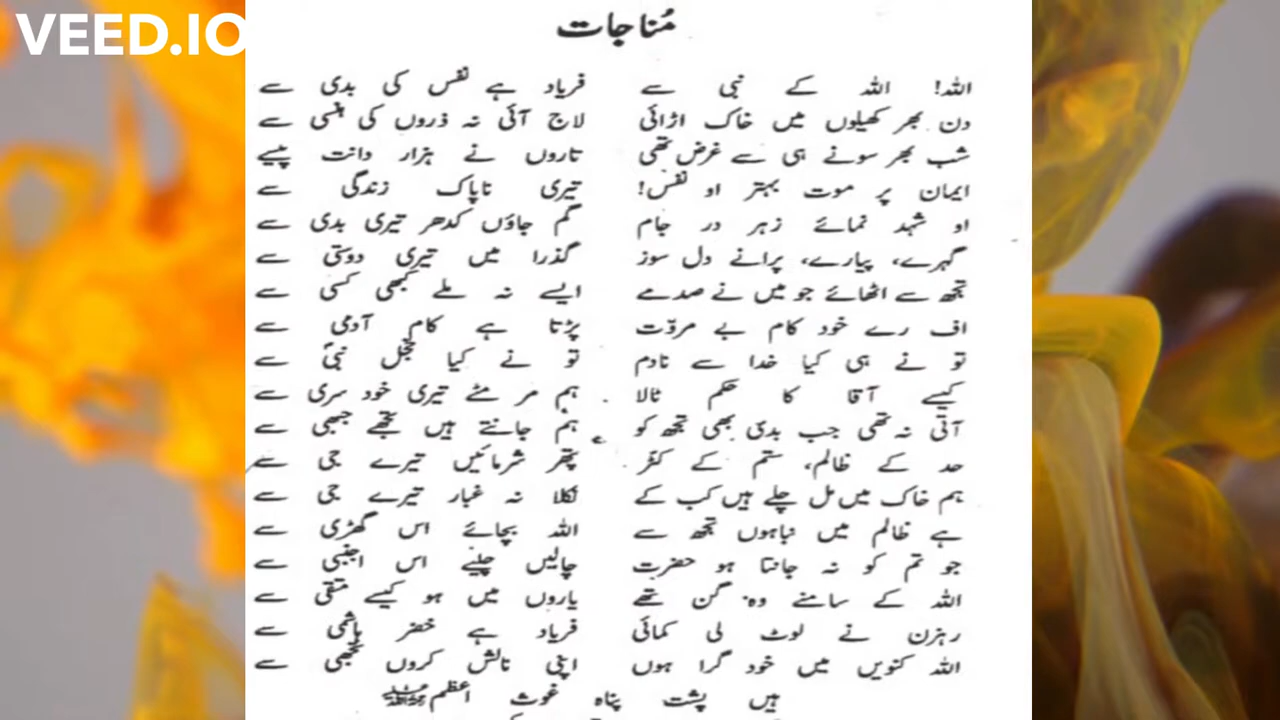 VEED.IO
مُناجات
اللہ! اللہ کے نبی سے فریاد ہے نفس کی بدی سے
دن بھر کھیلوں میں خاک اڑائی لاج آئی نہ ذروں کی ہنسی سے
شب بھر سونے ہی سے غرض تھی تاروں نے ہزار دانت پیسے
ایمان پر موت بہتر او نفس! تیری ناپاک زندگی سے
او شہد نمائے زہر در جام گم جاؤں کدھر تیری بدی سے
گہرے، پیارے، پرانے دل سوز گذرا میں تیری دوستی سے
تجھ سے اٹھائے جو میں نے صدمے ایسے نہ ملے کبھی کسی سے
اف رے خود کام بے مروّت پڑتا ہے کام آدمی سے
تو نے ہی کیا خدا سے نادم تو نے کیا خجل نبی سے
کیسے آقا کا حکم ٹالا ہم مر مٹے تیری خود سری سے
آتی نہ تھی جب بدی بھی تجھ کو ہم جانتے ہیں تجھے جبھی سے
حد کے ظالم، ستم کے کٹّر پتھر شرمائیں تیرے جی سے
ہم خاک میں مل چلے ہیں کب کے نکلا نہ غبار تیرے جی سے
ہے ظالم میں نباہوں تجھ سے اللہ بچائے اس گھڑی سے
جو تم کو نہ جانتا ہو حضرت چالیں چلیے اس اجنبی سے
اللہ کے سامنے وہ گن تھے یاروں میں ہو کیسے متقی سے
رہزن نے لوٹ لی کمائی فریاد ہے خضر ہاشمی سے
اللہ کنویں میں خود گرا ہوں اپنی نالش کروں تجھی سے
ہیں پشت پناہ غوث اعظم